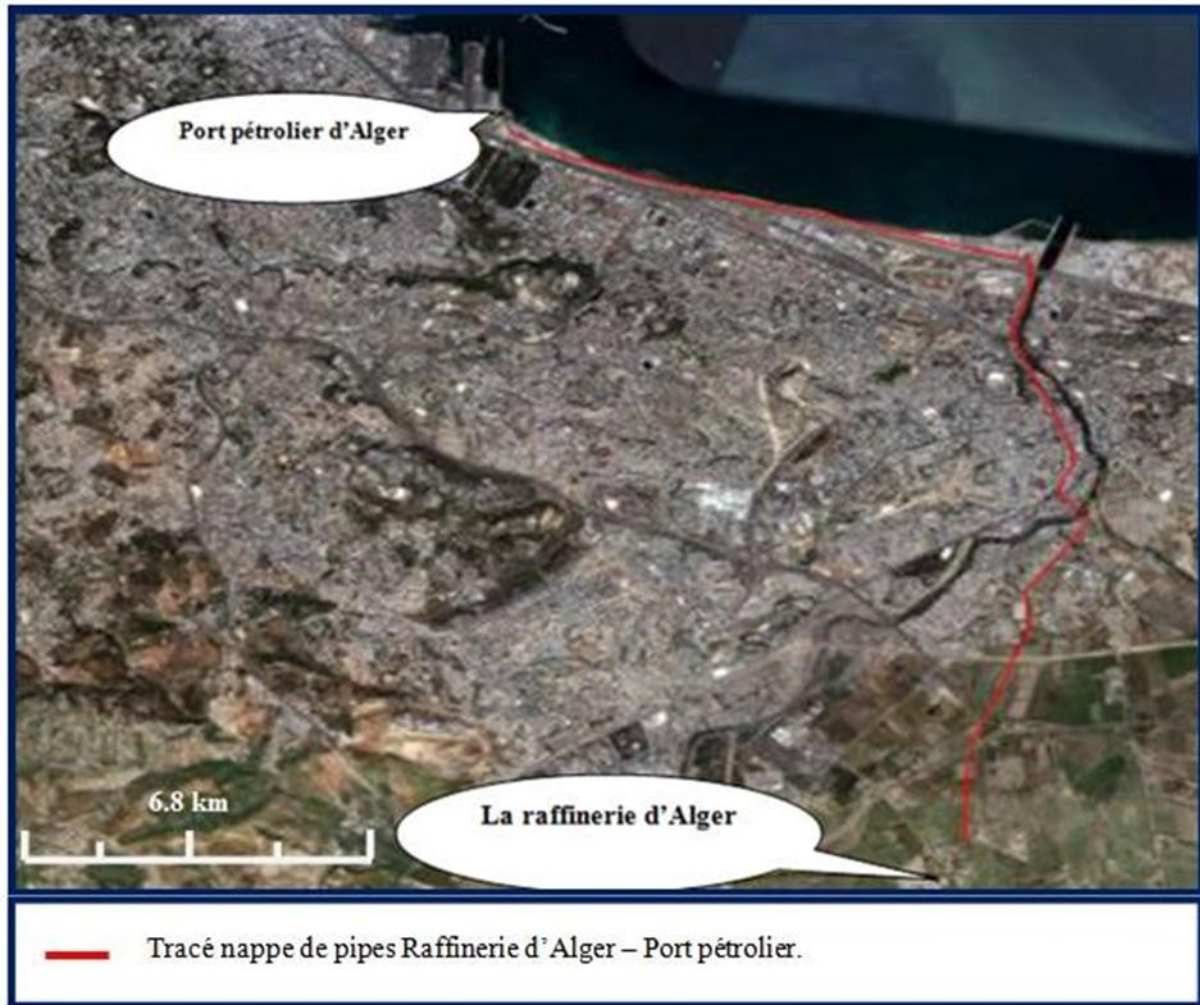 Port pétrolier d’Alger
6.8 km
La raffinerie d’Alger
Tracé nappe de pipes Raffinerie d’Alger – Port pétrolier.